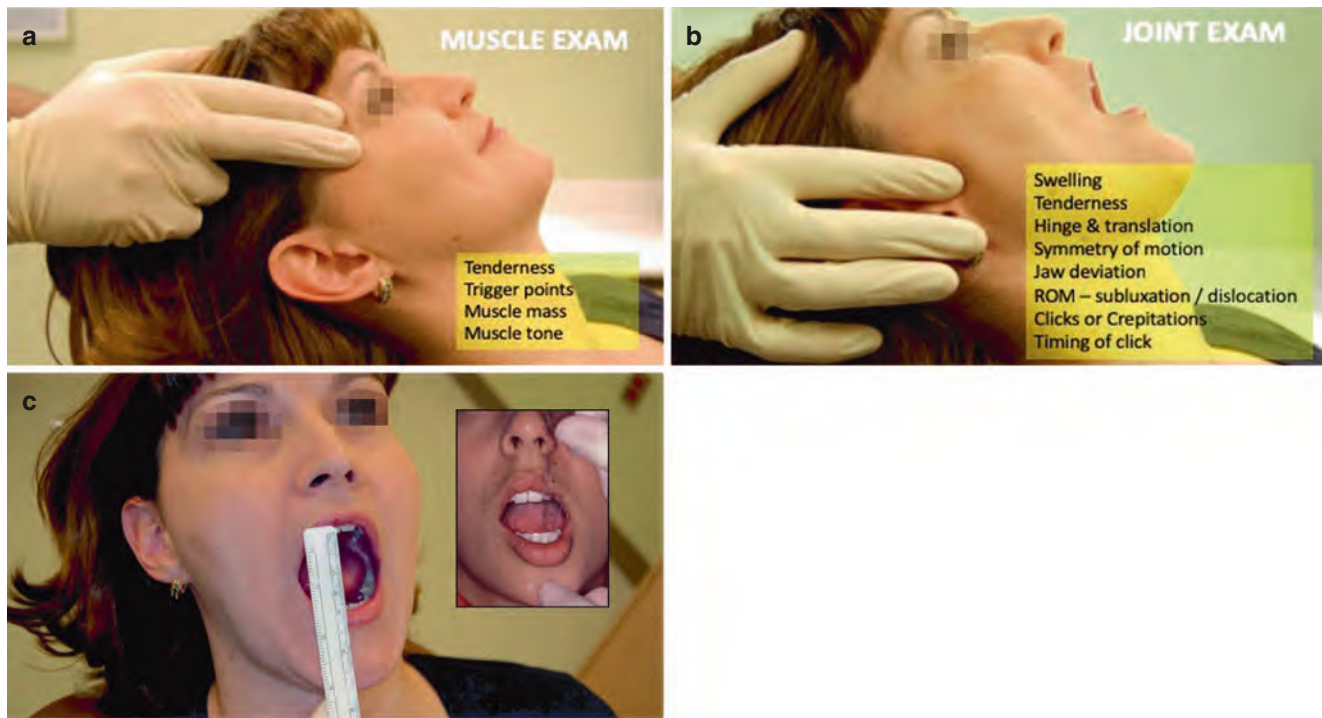 a
MUSCLE EXAM
Tenderness
Trigger points
Muscle mass
Muscle tone
b
JOINT EXAM
Swelling
Tenderness
Hinge & translation
Symmetry of motion
Jaw deviation
ROM – subluxation / dislocation
Clicks or Crepitations
Timing of click
c